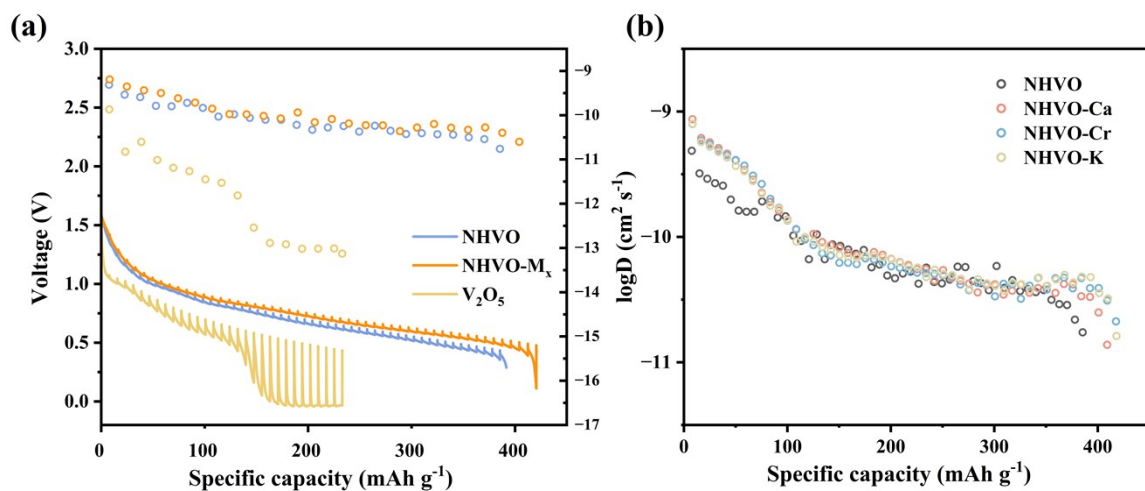 (a)
Voltage (V)
3.0
2.5
2.0
1.5
1.0
0.5
0.0
−9
−10
−11
−12
−13
−14
−15
−16
−17
NHVO
NHVO-Mₓ
V₂O₅
0
100
200
300
400
Specific capacity (mAh g⁻¹)
(b)
logD (cm² s⁻¹)
−9
−10
−11
NHVO
NHVO-Ca
NHVO-Cr
NHVO-K
0
100
200
300
400
Specific capacity (mAh g⁻¹)